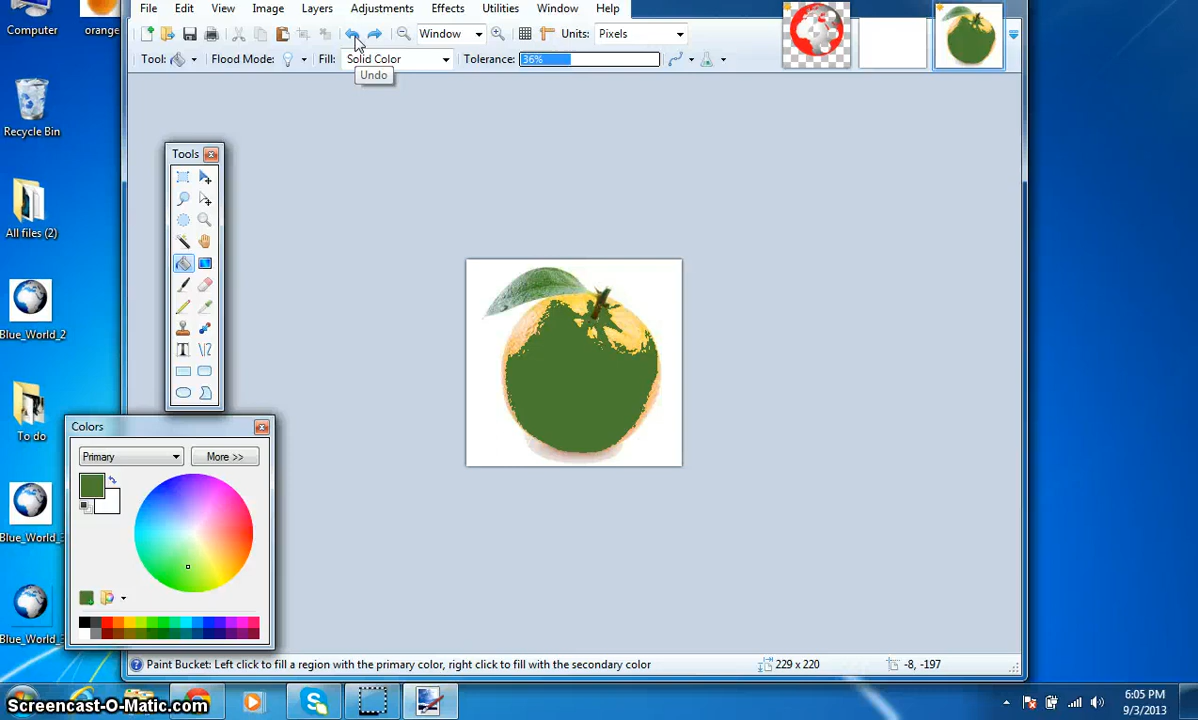 File Edit View Image Layers Adjustments Effects Utilities Window Help
Computer
orange
Window
Units: Pixels
Tool: Flood Mode: Fill: Solid Color Tolerance: 36%
Undo
Recycle Bin
Tools
All files (2)
Blue_World_2
To do
Colors
Primary
More >>
Blue_World_3
Blue_World_3
Paint Bucket: Left click to fill a region with the primary color, right click to fill with the secondary color
229 x 220
-8, -197
Screencast-O-Matic.com
6:05 PM
9/3/2013